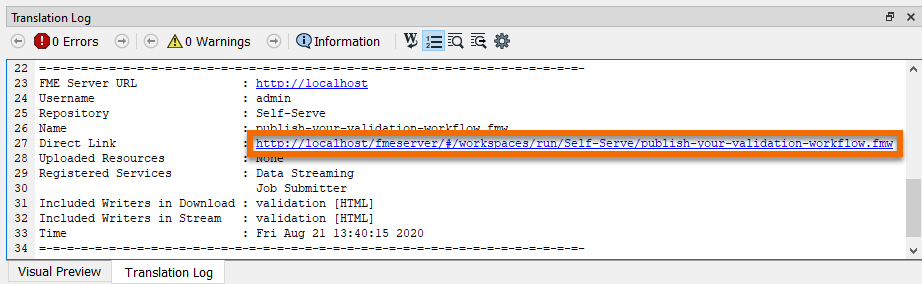 Translation Log
0 Errors 0 Warnings Information
22 =-=-=-=-=-=-=-=-=-=-=-=-=-=-=-=-=-=-=-=-=-=-=-=-=-=-=-=-=-=-=-=-=-=-=-=-=-=-=-
23 FME Server URL : http://localhost
24 Username : admin
25 Repository : Self-Serve
26 Name : publish-your-validation-workflow.fmw
27 Direct Link : http://localhost/fmeserver/#/workspaces/run/Self-Serve/publish-your-validation-workflow.fmw
28 Uploaded Resources : None
29 Registered Services : Data Streaming
30 Job Submitter
31 Included Writers in Download : validation [HTML]
32 Included Writers in Stream : validation [HTML]
33 Time : Fri Aug 21 13:40:15 2020
34 =-=-=-=-=-=-=-=-=-=-=-=-=-=-=-=-=-=-=-=-=-=-=-=-=-=-=-=-=-=-=-=-=-=-=-=-=-=-=-
Visual Preview Translation Log